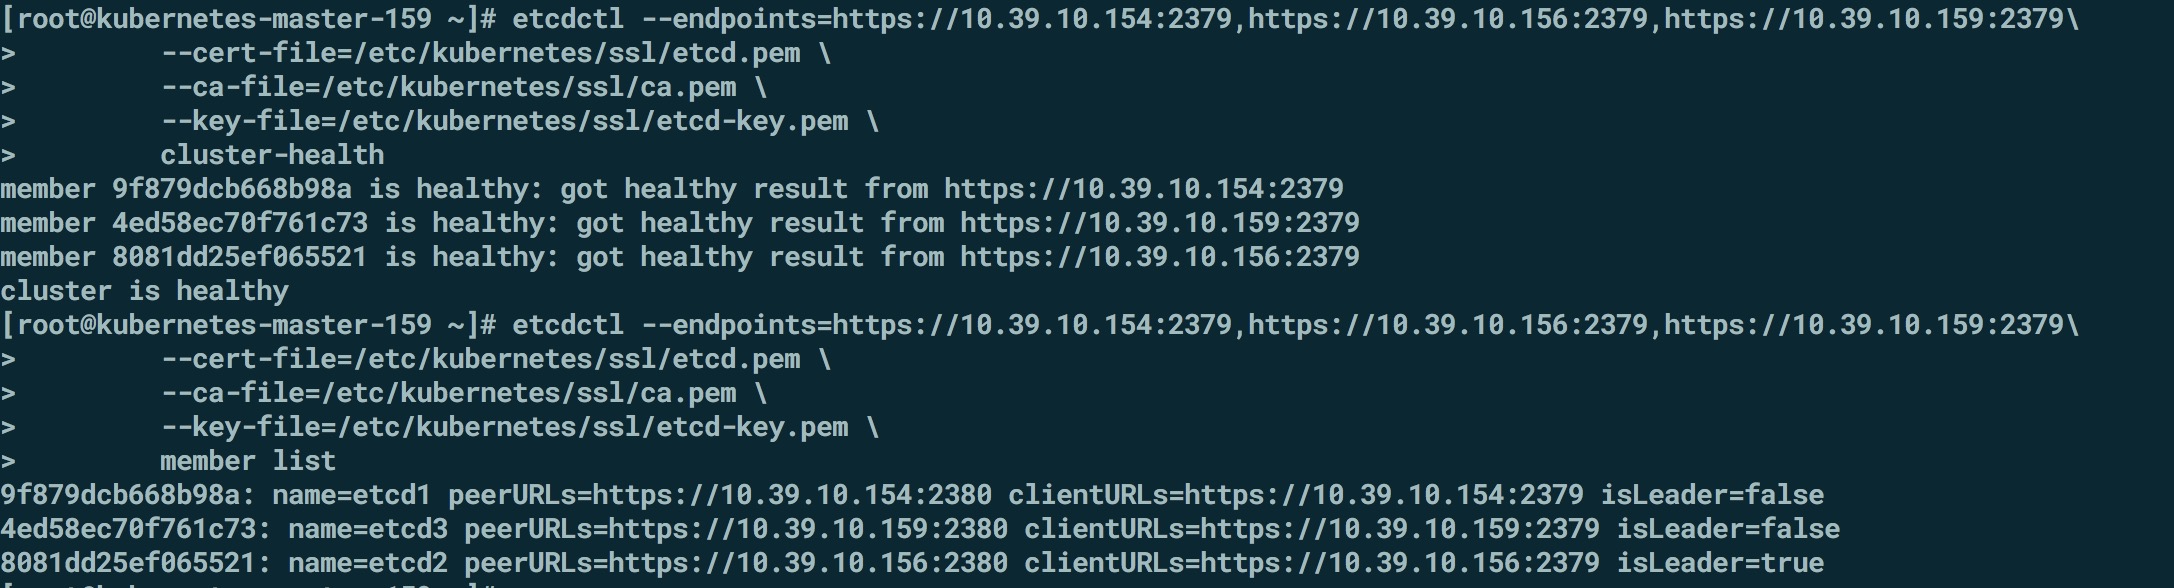 [root@kubernetes-master-159 ~]# etcdctl --endpoints=https://10.39.10.154:2379,https://10.39.10.156:2379,https://10.39.10.159:2379\
>         --cert-file=/etc/kubernetes/ssl/etcd.pem \
>         --ca-file=/etc/kubernetes/ssl/ca.pem \
>         --key-file=/etc/kubernetes/ssl/etcd-key.pem \
>         cluster-health
member 9f879dcb668b98a is healthy: got healthy result from https://10.39.10.154:2379
member 4ed58ec70f761c73 is healthy: got healthy result from https://10.39.10.159:2379
member 8081dd25ef065521 is healthy: got healthy result from https://10.39.10.156:2379
cluster is healthy
[root@kubernetes-master-159 ~]# etcdctl --endpoints=https://10.39.10.154:2379,https://10.39.10.156:2379,https://10.39.10.159:2379\
>         --cert-file=/etc/kubernetes/ssl/etcd.pem \
>         --ca-file=/etc/kubernetes/ssl/ca.pem \
>         --key-file=/etc/kubernetes/ssl/etcd-key.pem \
>         member list
9f879dcb668b98a: name=etcd1 peerURLs=https://10.39.10.154:2380 clientURLs=https://10.39.10.154:2379 isLeader=false
4ed58ec70f761c73: name=etcd3 peerURLs=https://10.39.10.159:2380 clientURLs=https://10.39.10.159:2379 isLeader=false
8081dd25ef065521: name=etcd2 peerURLs=https://10.39.10.156:2380 clientURLs=https://10.39.10.156:2379 isLeader=true